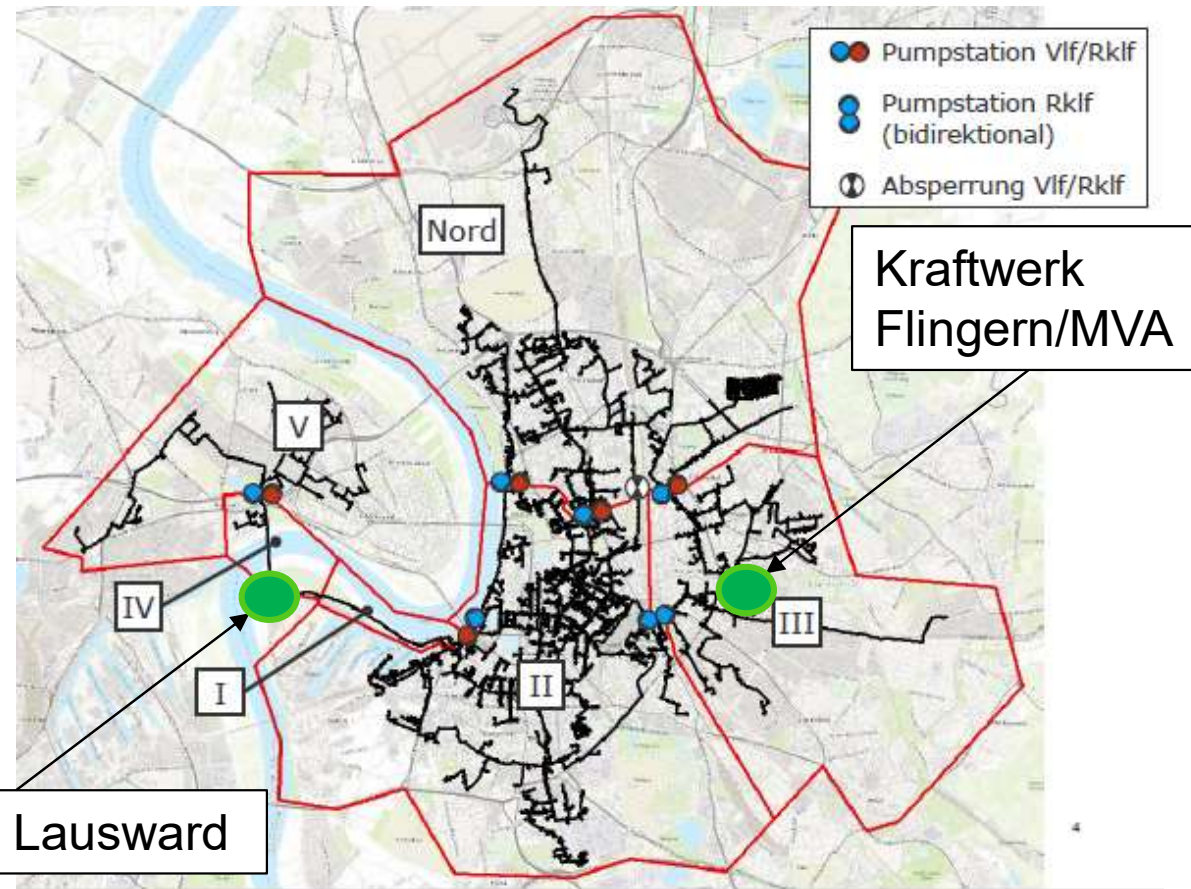 Pumpstation Vlf/Rklf
Pumpstation Rklf
(bidirektional)
Absperrung Vlf/Rklf
Nord
Kraftwerk
Flingern/MVA
V
IV
III
I
II
Lausward
4